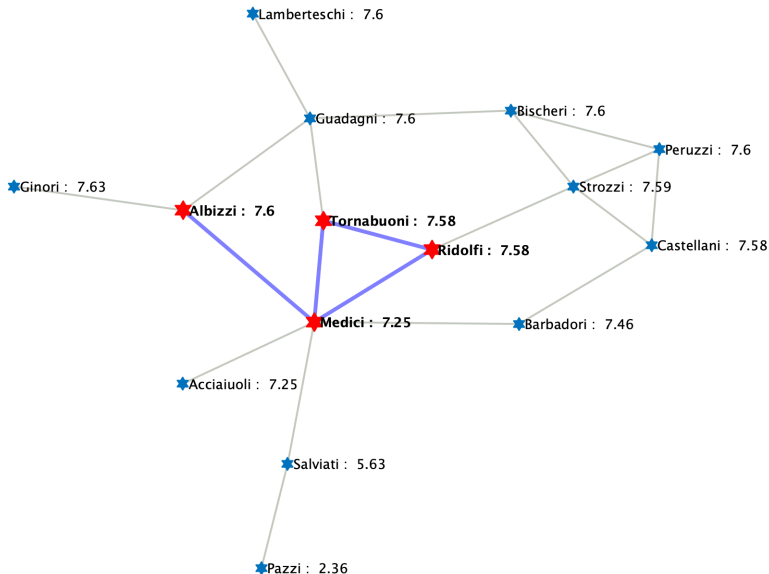 Lamberteschi : 7.6
Bischeri : 7.6
Guadagni : 7.6
Peruzzi : 7.6
Ginori : 7.63
Strozzi : 7.59
Albizzi : 7.6
Tornabuoni : 7.58
Castellani : 7.58
Ridolfi : 7.58
Medici : 7.25
Barbadori : 7.46
Acciaiuoli : 7.25
Salviati : 5.63
Pazzi : 2.36